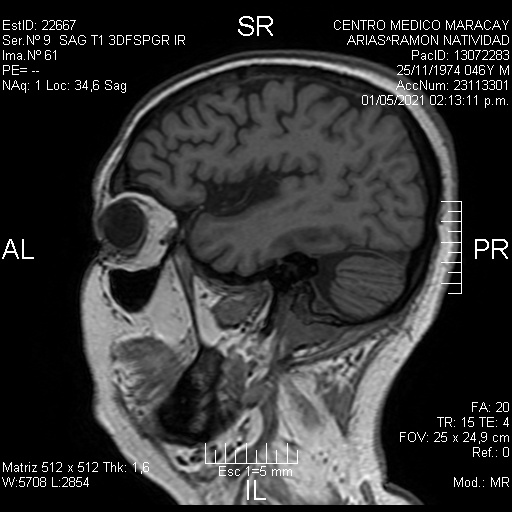 EstID: 22667
Ser.Nº 9 SAG T1 3DFSPGR IR
Ima.Nº 61
PE= --
NAq: 1 Loc: 34,6 Sag
SR
CENTRO MEDICO MARACAY
ARIAS^RAMON NATIVIDAD
PacID: 13072283
25/11/1974 046Y M
AccNum: 23113301
01/05/2021 02:13:11 p.m.
AL
PR
FA: 20
TR: 15 TE: 4
FOV: 25 x 24,9 cm
Ref.: 0
Matriz 512 x 512 Thk: 1,6
W:5708 L:2854
Esc 1=5 mm
IL
Mod.: MR